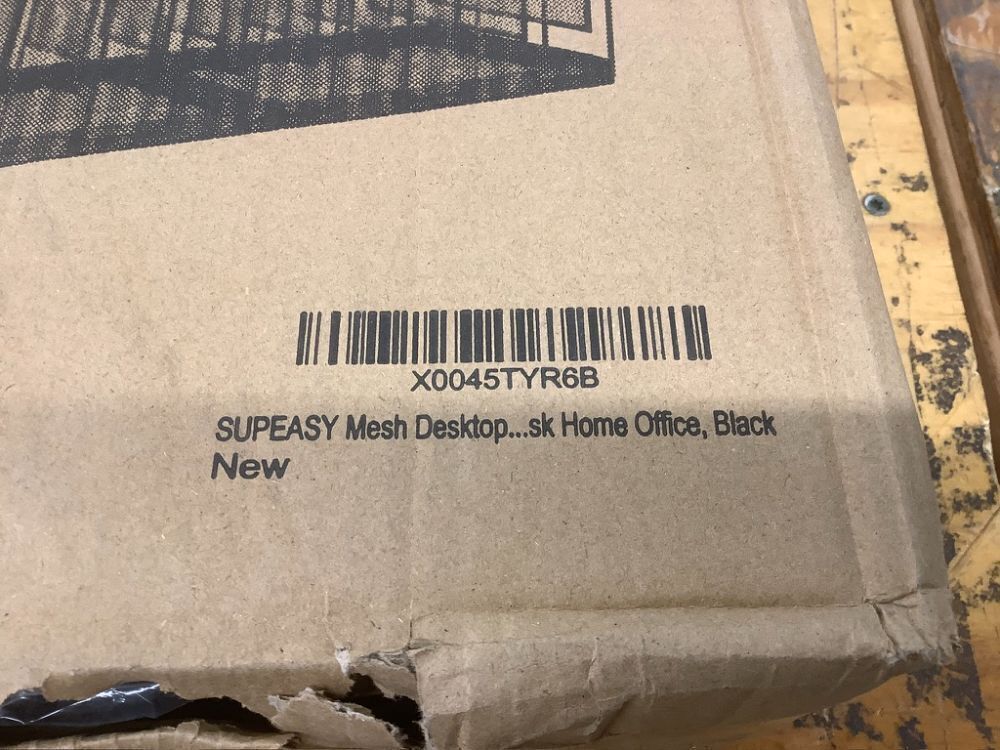 X0045TYR6B
SUPEASY Mesh Desktop...sk Home Office, Black
New